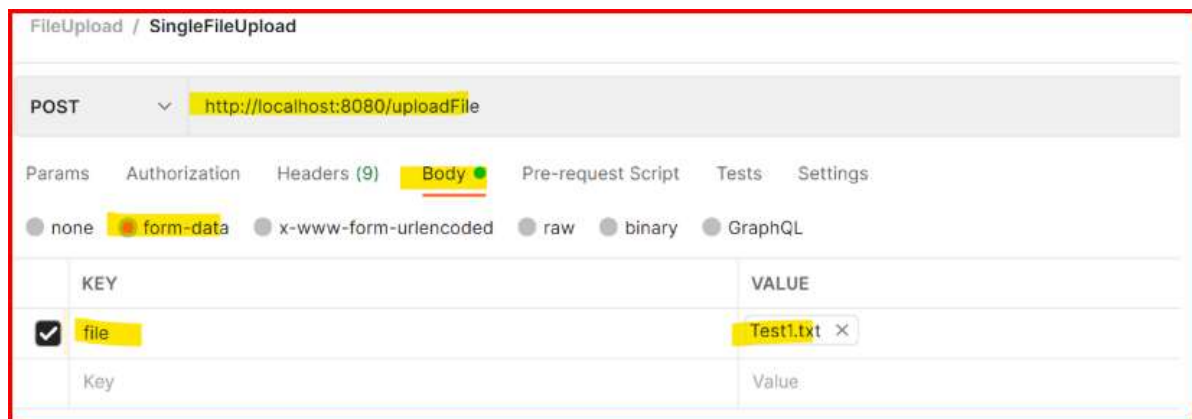 FileUpload / SingleFileUpload
POST http://localhost:8080/uploadFile
Params Authorization Headers (9) Body Pre-request Script Tests Settings
none form-data x-www-form-urlencoded raw binary GraphQL
KEY VALUE
file Test1.txt ×
Key Value